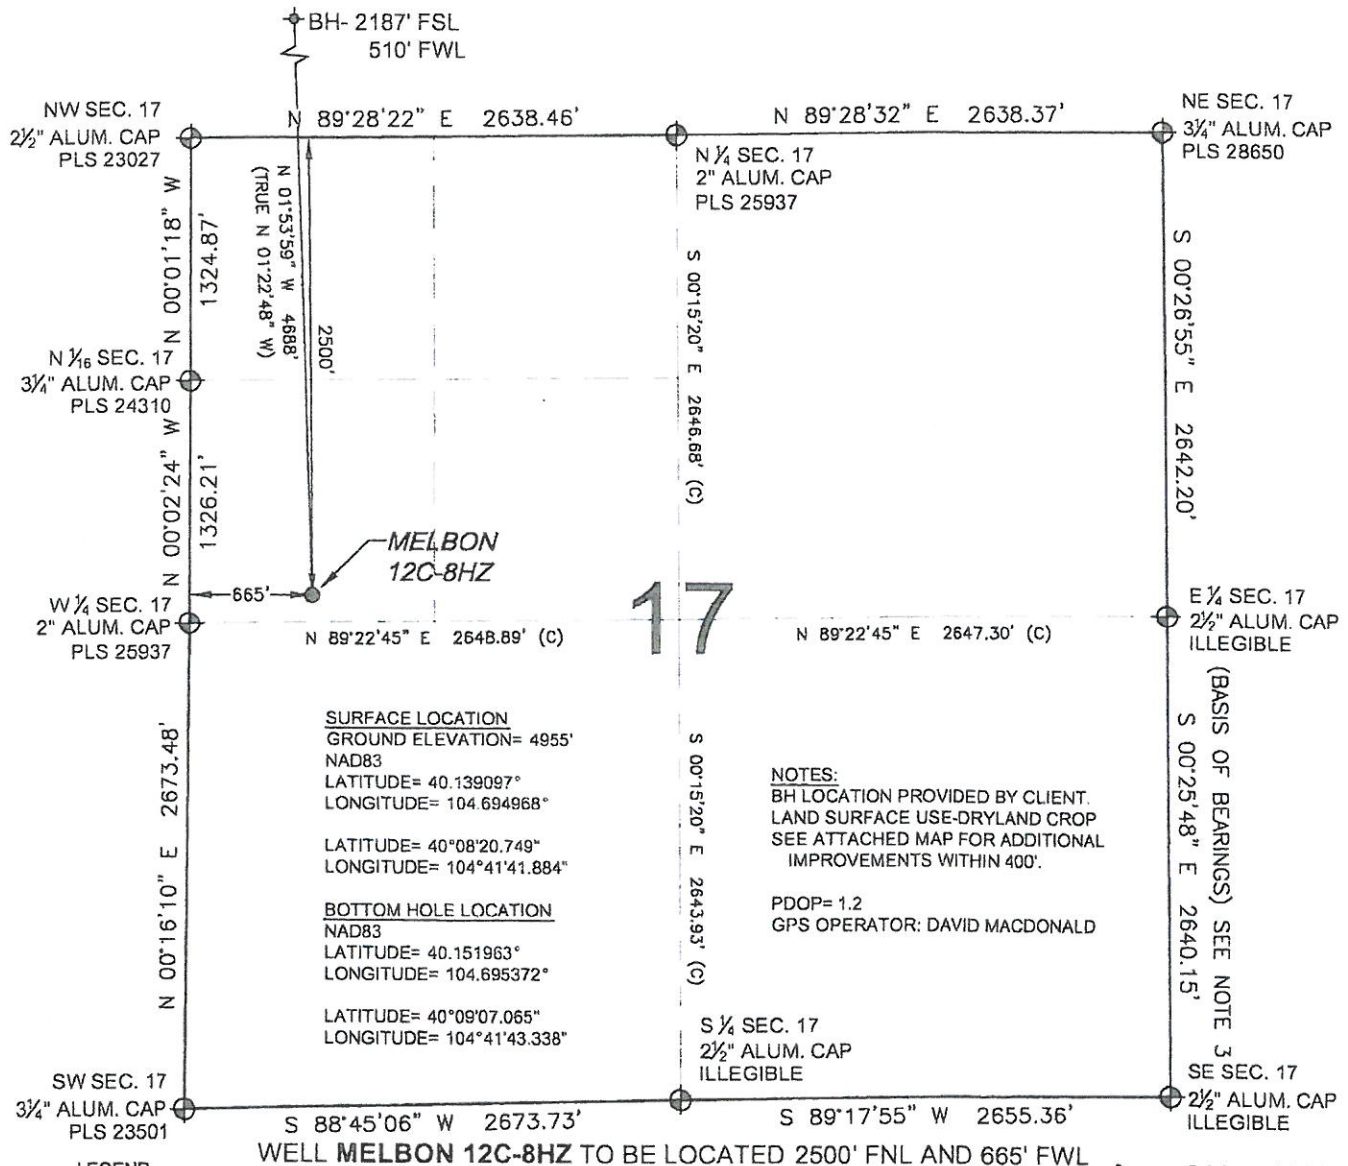 BH- 2187' FSL
510' FWL
NW SEC. 17
2½" ALUM. CAP
PLS 23027
N 89°28'22" E 2638.46'
N 89°28'32" E 2638.37'
NE SEC. 17
3¼" ALUM. CAP
PLS 28650
N ¼ SEC. 17
2" ALUM. CAP
PLS 25937
N 00°01'18" W
1324.87'
N 01°53'59" W 4688'
(TRUE N 01°22'48" W)
2500'
S 00°15'20" E 2646.68' (C)
S 00°26'55" E 2642.20'
N 1/16 SEC. 17
3¼" ALUM. CAP
PLS 24310
N 00°02'24" W
1326.21'
MELBON
12C-8HZ
665'
17
W ¼ SEC. 17
2" ALUM. CAP
PLS 25937
N 89°22'45" E 2648.89' (C)
N 89°22'45" E 2647.30' (C)
E ¼ SEC. 17
2½" ALUM. CAP
ILLEGIBLE
N 00°16'10" E 2673.48'
SURFACE LOCATION
GROUND ELEVATION= 4955'
NAD83
LATITUDE= 40.139097°
LONGITUDE= 104.694968°
LATITUDE= 40°08'20.749"
LONGITUDE= 104°41'41.884"
BOTTOM HOLE LOCATION
NAD83
LATITUDE= 40.151963°
LONGITUDE= 104.695372°
LATITUDE= 40°09'07.065"
LONGITUDE= 104°41'43.338"
S 00°15'20" E 2643.93' (C)
NOTES:
BH LOCATION PROVIDED BY CLIENT.
LAND SURFACE USE-DRYLAND CROP
SEE ATTACHED MAP FOR ADDITIONAL
IMPROVEMENTS WITHIN 400'.
PDOP= 1.2
GPS OPERATOR: DAVID MACDONALD
S 00°25'48" E 2640.15'
(BASIS OF BEARINGS) SEE NOTE 3
S ¼ SEC. 17
2½" ALUM. CAP
ILLEGIBLE
SW SEC. 17
3¼" ALUM. CAP
PLS 23501
S 88°45'06" W 2673.73'
S 89°17'55" W 2655.36'
SE SEC. 17
2½" ALUM. CAP
ILLEGIBLE
WELL MELBON 12C-8HZ TO BE LOCATED 2500' FNL AND 665' FWL